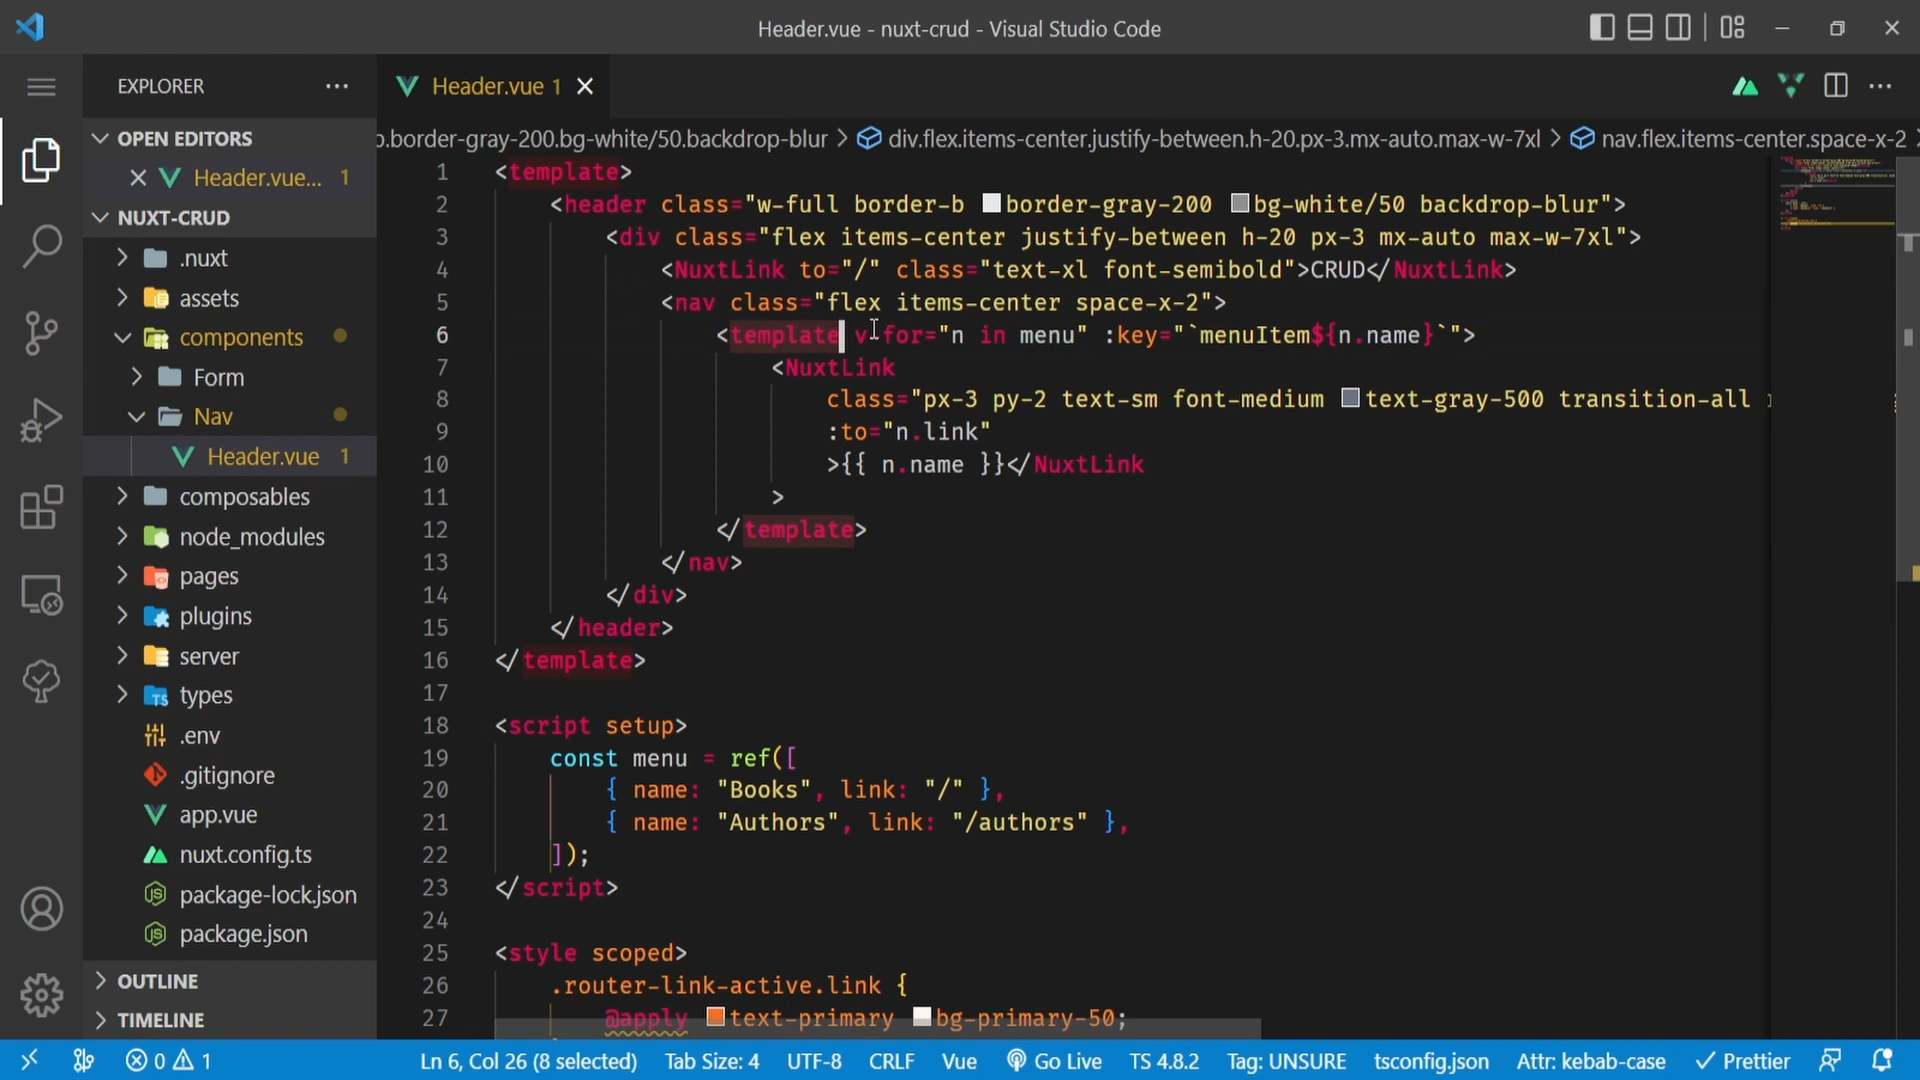 Header.vue - nuxt-crud - Visual Studio Code
EXPLORER
Header.vue 1
OPEN EDITORS
Header.vue... 1
NUXT-CRUD
.nuxt
assets
components
Form
Nav
Header.vue 1
composables
node_modules
pages
plugins
server
types
.env
.gitignore
app.vue
nuxt.config.ts
package-lock.json
package.json
OUTLINE
TIMELINE
.border-gray-200.bg-white/50.backdrop-blur > div.flex.items-center.justify-between.h-20.px-3.mx-auto.max-w-7xl > nav.flex.items-center.space-x-2
1 <template>
2 <header class="w-full border-b border-gray-200 bg-white/50 backdrop-blur">
3 <div class="flex items-center justify-between h-20 px-3 mx-auto max-w-7xl">
4 <NuxtLink to="/" class="text-xl font-semibold">CRUD</NuxtLink>
5 <nav class="flex items-center space-x-2">
6 <template v-for="n in menu" :key="`menuItem${n.name}`">
7 <NuxtLink
8 class="px-3 py-2 text-sm font-medium text-gray-500 transition-all
9 :to="n.link"
10 >{{ n.name }}</NuxtLink
11 >
12 </template>
13 </nav>
14 </div>
15 </header>
16 </template>
17
18 <script setup>
19 const menu = ref([
20 { name: "Books", link: "/" },
21 { name: "Authors", link: "/authors" },
22 ]);
23 </script>
24
25 <style scoped>
26 .router-link-active.link {
27 @apply text-primary bg-primary-50;
0 1 Ln 6, Col 26 (8 selected) Tab Size: 4 UTF-8 CRLF Vue Go Live TS 4.8.2 Tag: UNSURE tsconfig.json Attr: kebab-case Prettier